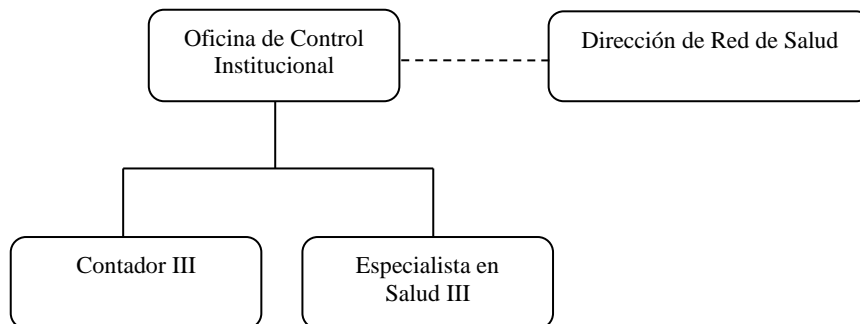 Oficina de Control
Institucional
Dirección de Red de Salud
Contador III
Especialista en
Salud III